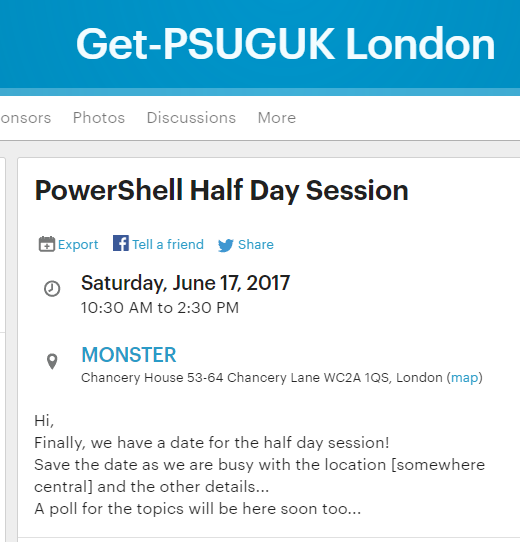 Get-PSUGUK London
onsors Photos Discussions More
PowerShell Half Day Session
Export Tell a friend Share
Saturday, June 17, 2017
10:30 AM to 2:30 PM
MONSTER
Chancery House 53-64 Chancery Lane WC2A 1QS, London (map)
Hi,
Finally, we have a date for the half day session!
Save the date as we are busy with the location [somewhere
central] and the other details...
A poll for the topics will be here soon too...